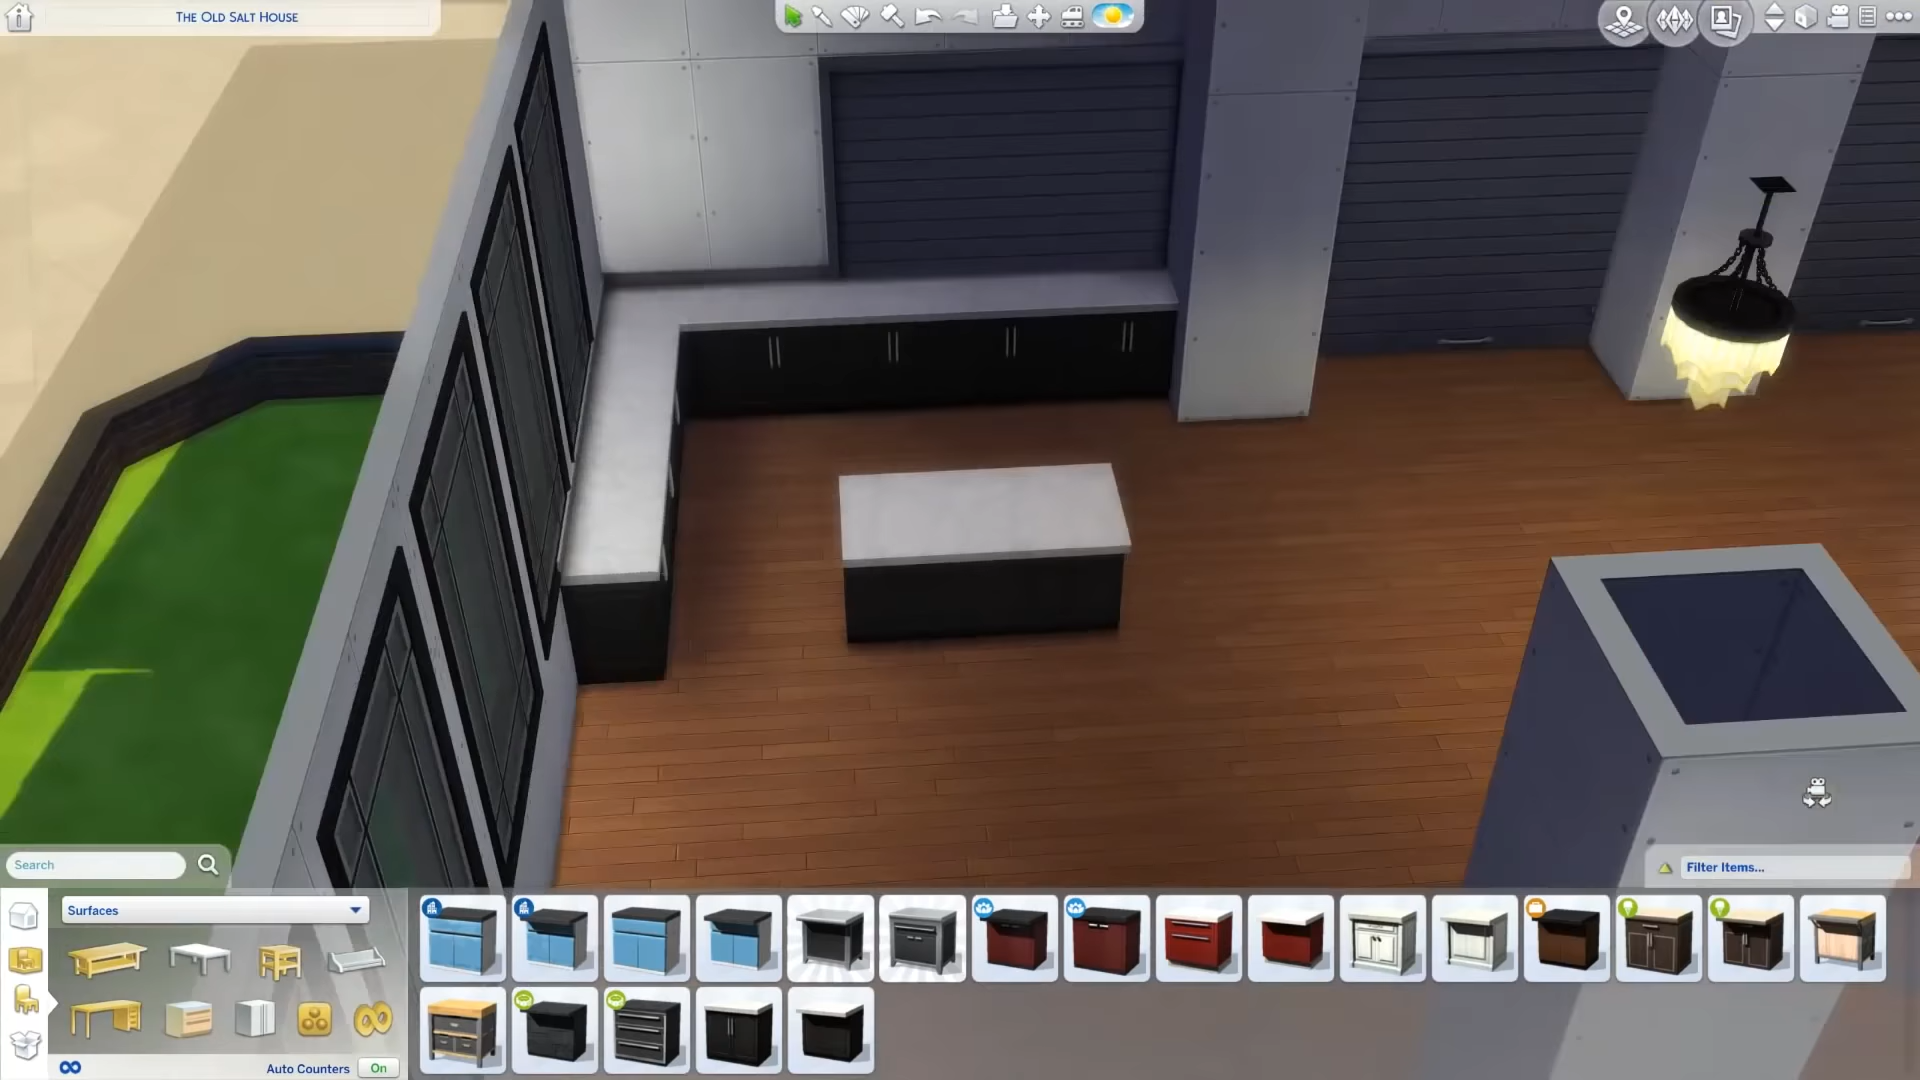 The Old Salt House
Search
Filter Items...
Surfaces
Auto Counters
On